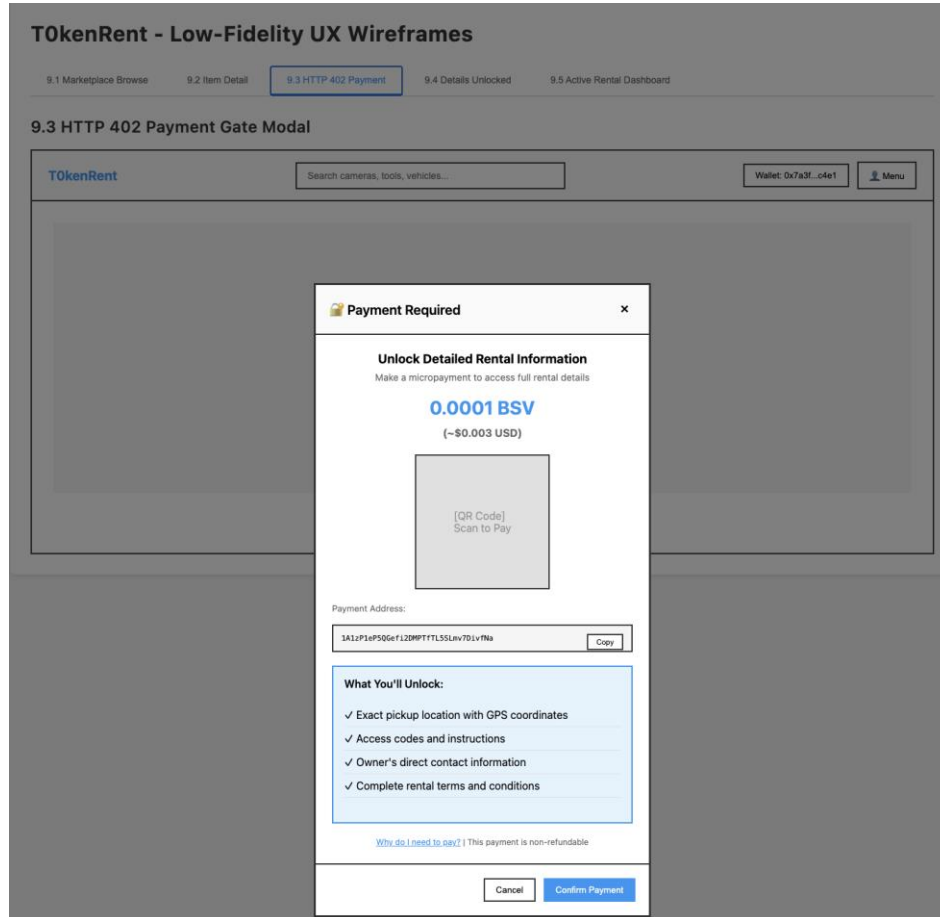 T0kenRent - Low-Fidelity UX Wireframes
9.1 Marketplace Browse 9.2 Item Detail 9.3 HTTP 402 Payment 9.4 Details Unlocked 9.5 Active Rental Dashboard
9.3 HTTP 402 Payment Gate Modal
T0kenRent Search cameras, tools, vehicles... Wallet: 0x7a3f...c4e1 Menu
Payment Required ×
Unlock Detailed Rental Information
Make a micropayment to access full rental details
0.0001 BSV
(~$0.003 USD)
[QR Code]
Scan to Pay
Payment Address:
1A1zP1eP5QGefi2DMPTfTL5SLmv7DivfNa Copy
What You'll Unlock:
✓ Exact pickup location with GPS coordinates
✓ Access codes and instructions
✓ Owner's direct contact information
✓ Complete rental terms and conditions
Why do I need to pay? | This payment is non-refundable
Cancel Confirm Payment